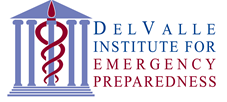 DELVALLE
INSTITUTE FOR
EMERGENCY
PREPAREDNESS